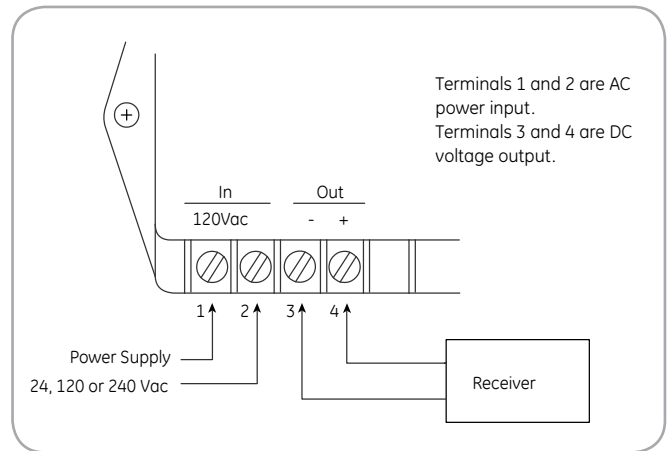 Terminals 1 and 2 are AC
power input.
Terminals 3 and 4 are DC
voltage output.
In
Out
120Vac
- +
1 2 3 4
Power Supply
24, 120 or 240 Vac
Receiver